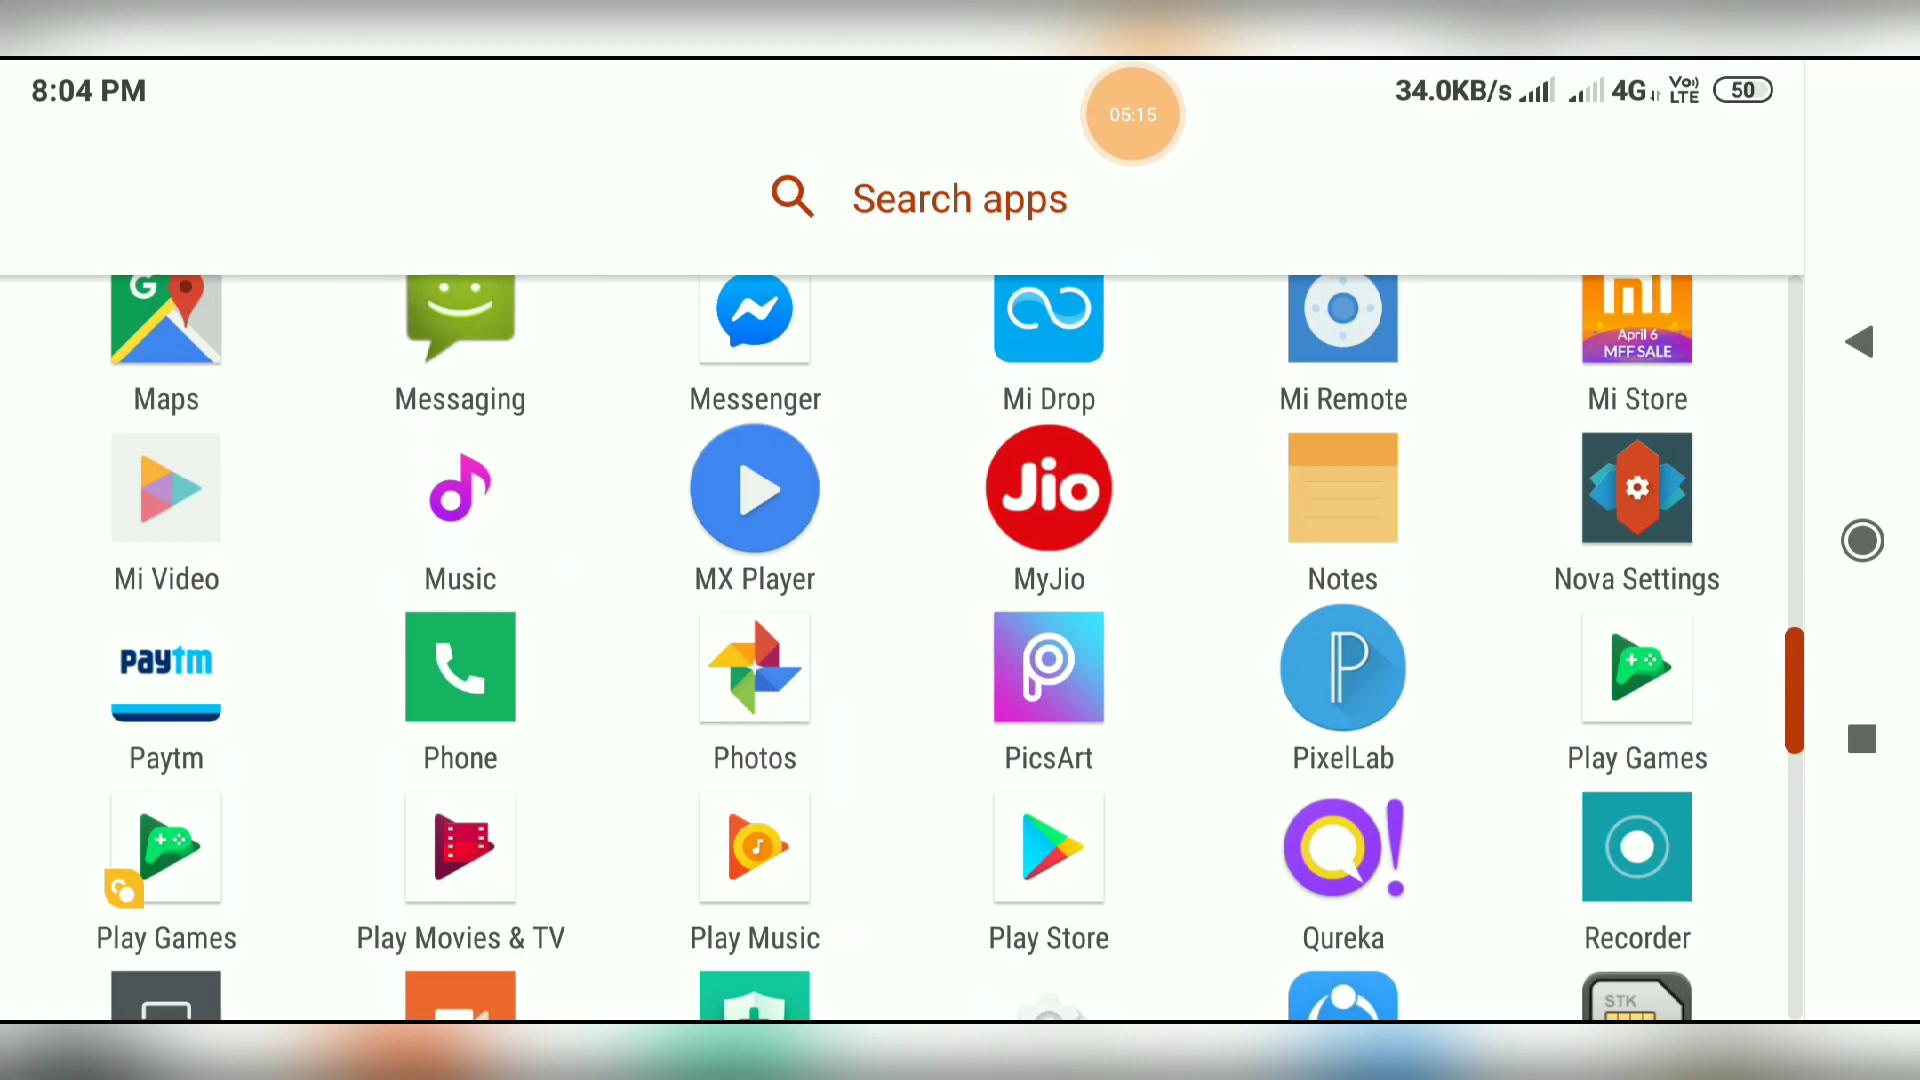 8:04 PM
05:15
34.0KB/s 4G Vo) LTE 50
Search apps
G
mi
April 6
MFF SALE
Maps Messaging Messenger Mi Drop Mi Remote Mi Store
Jio
Mi Video Music MX Player MyJio Notes Nova Settings
paytm
P
Paytm Phone Photos PicsArt PixelLab Play Games
Q!
Play Games Play Movies & TV Play Music Play Store Qureka Recorder
STK